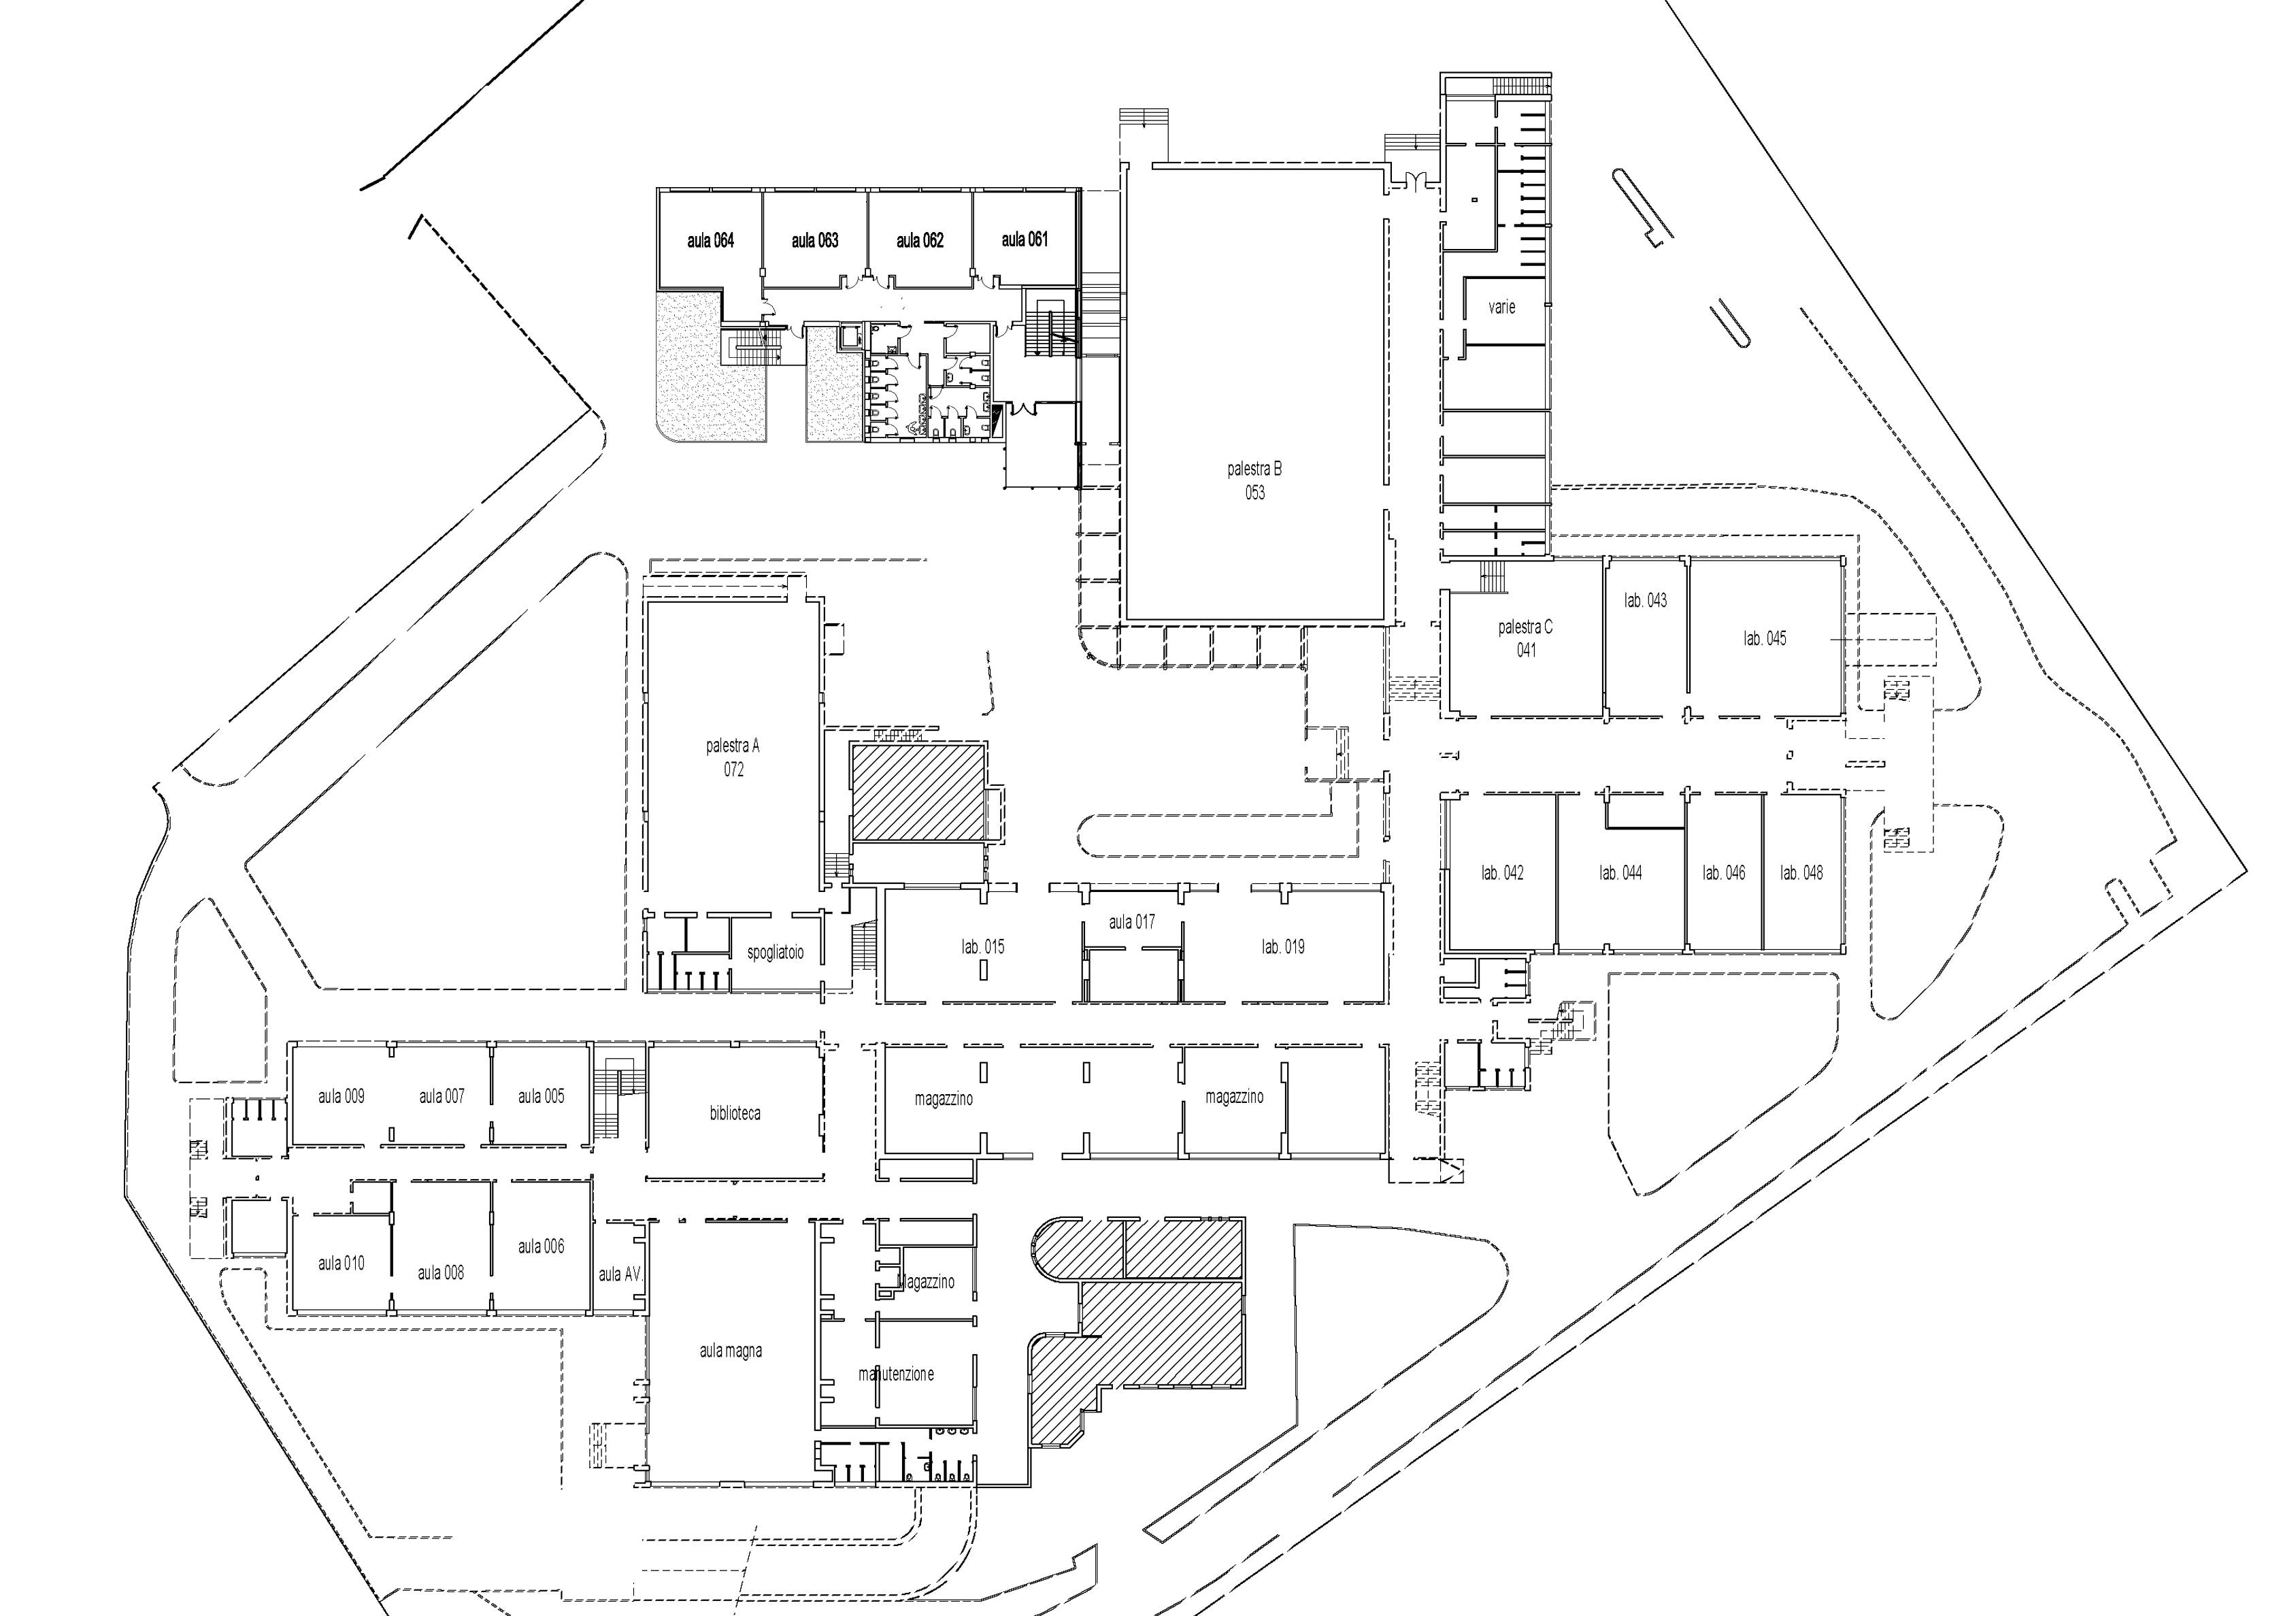 aula 064
aula 063
aula 062
aula 061
varie
palestra B
053
lab. 043
palestra C
041
lab. 045
palestra A
072
lab. 042
lab. 044
lab. 046
lab. 048
aula 017
lab. 015
lab. 019
spogliatoio
aula 009
aula 007
aula 005
biblioteca
magazzino
magazzino
aula 010
aula 008
aula 006
aula AV.
Magazzino
aula magna
manutenzione